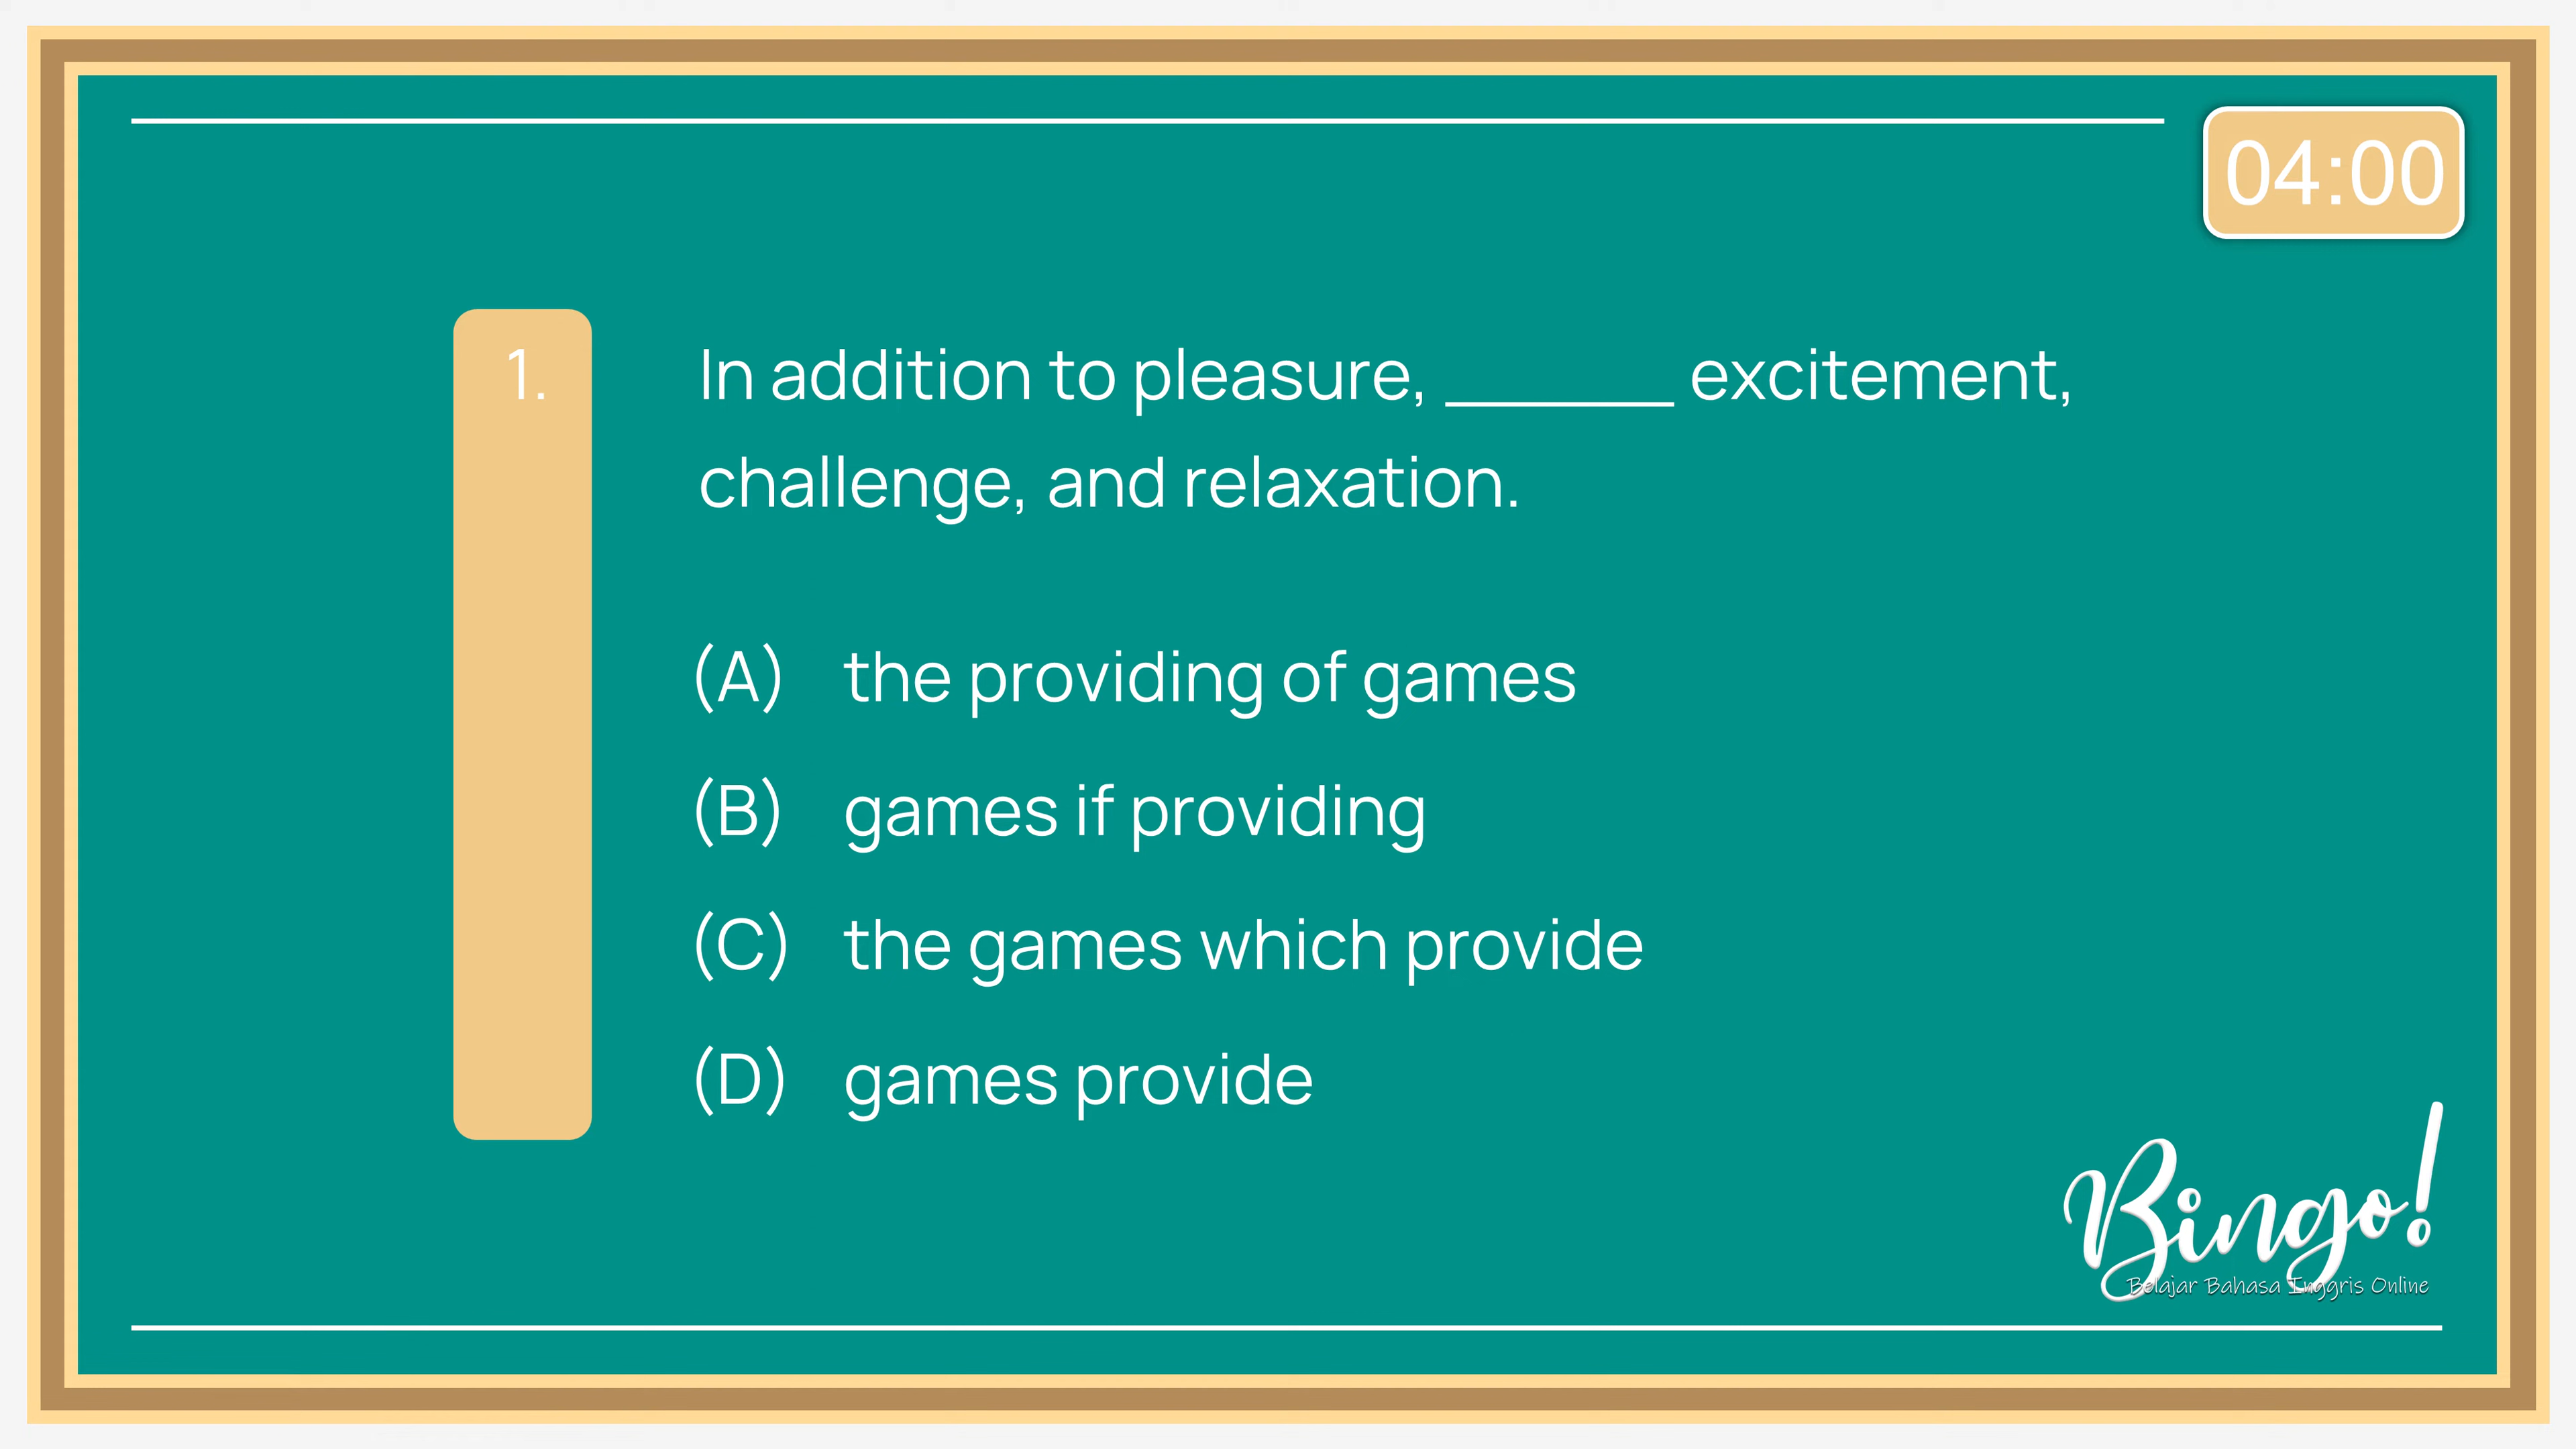 04:00
1. In addition to pleasure, ______ excitement,
challenge, and relaxation.
(A) the providing of games
(B) games if providing
(C) the games which provide
(D) games provide
Bingo!
Belajar Bahasa Inggris Online